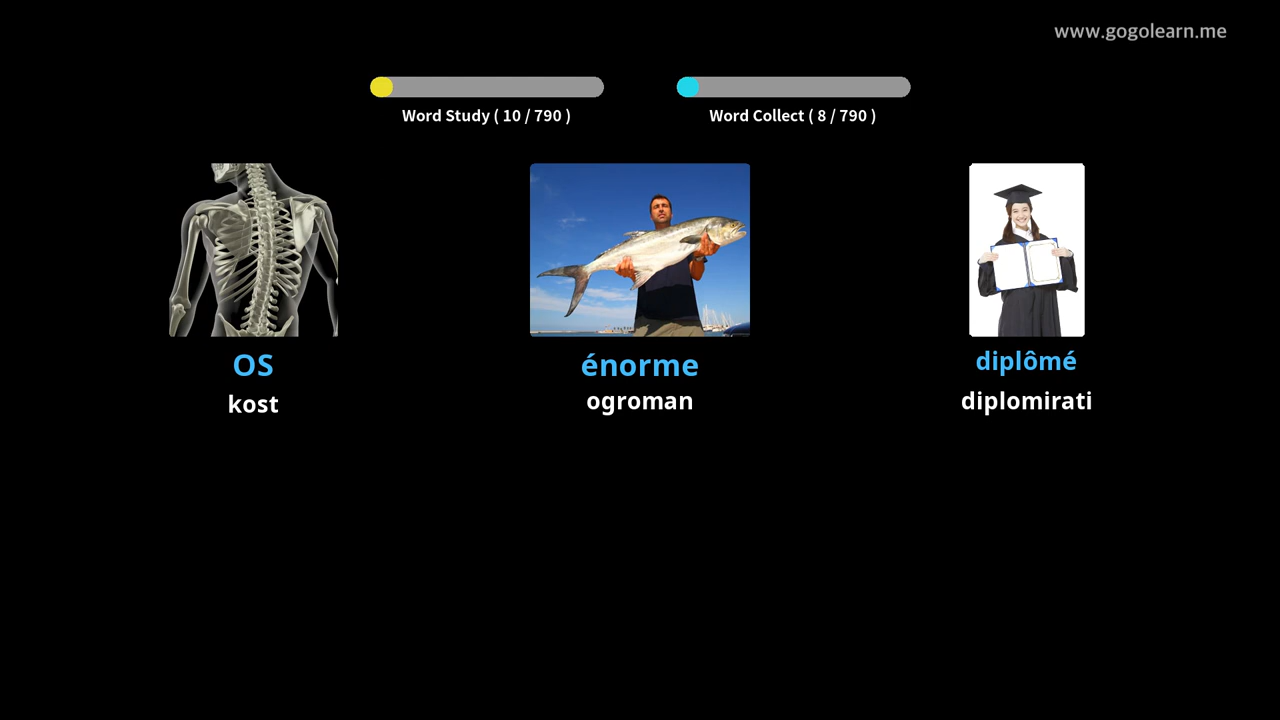 www.gogolearn.me
Word Study ( 10 / 790 )
Word Collect ( 8 / 790 )
os
kost
énorme
ogroman
diplômé
diplomirati